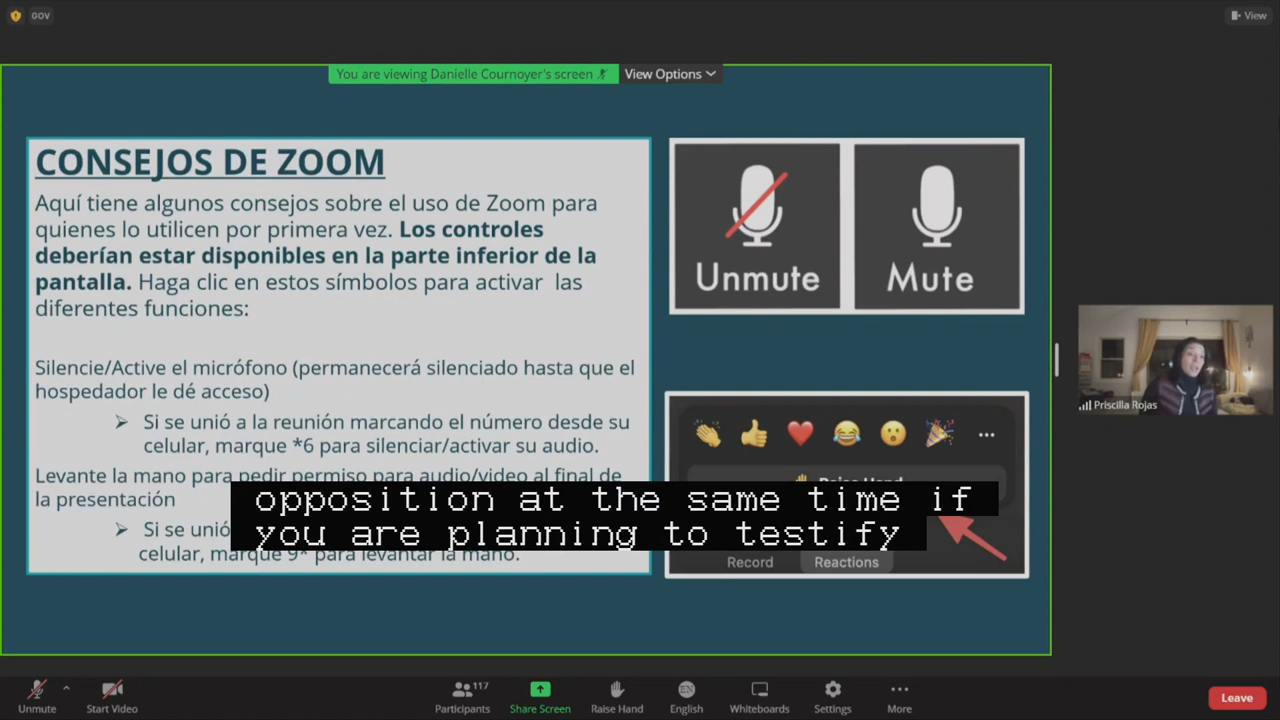 GOV
View
You are viewing Danielle Cournoyer's screen
View Options
CONSEJOS DE ZOOM
Aquí tiene algunos consejos sobre el uso de Zoom para
quienes lo utilicen por primera vez. Los controles
deberían estar disponibles en la parte inferior de la
pantalla. Haga clic en estos símbolos para activar las
diferentes funciones:
Silencie/Active el micrófono (permanecerá silenciado hasta que el
hospedador le dé acceso)
➢ Si se unió a la reunión marcando el número desde su
celular, marque *6 para silenciar/activar su audio.
Levante la mano para pedir permiso para audio/video al final de
la presentación
➢ Si se unió
celular, marque 9* para levantar la mano.
Unmute
Mute
Raise Hand
Record
Reactions
opposition at the same time if
you are planning to testify
Priscilla Rojas
Unmute
Start Video
Participants 117
Share Screen
Raise Hand
EN
English
Whiteboards
Settings
More
Leave